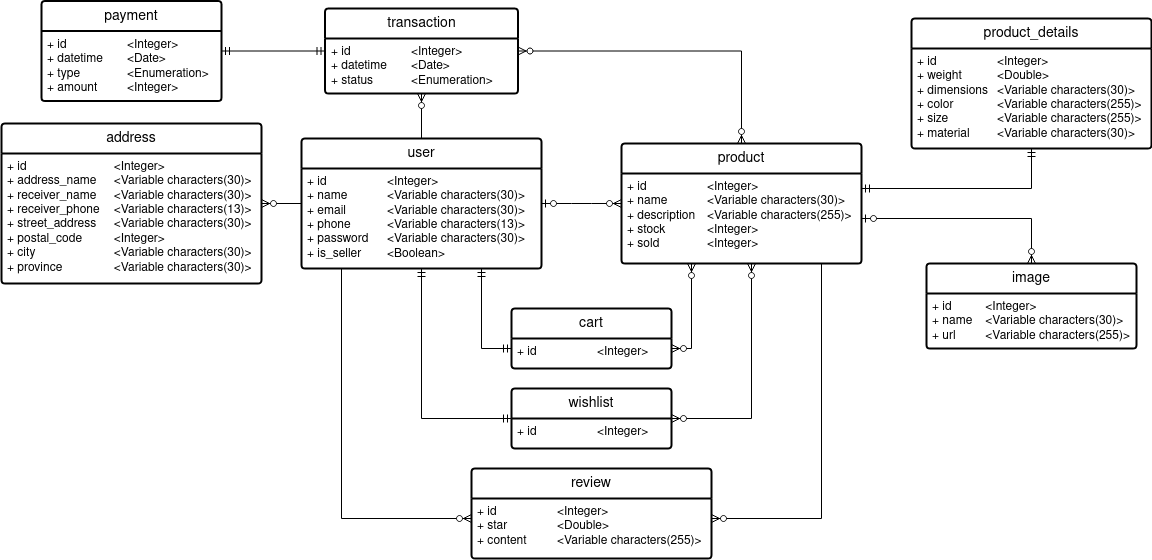 payment
+ id <Integer>
+ datetime <Date>
+ type <Enumeration>
+ amount <Integer>
transaction
+ id <Integer>
+ datetime <Date>
+ status <Enumeration>
product_details
+ id <Integer>
+ weight <Double>
+ dimensions <Variable characters(30)>
+ color <Variable characters(255)>
+ size <Variable characters(255)>
+ material <Variable characters(30)>
address
+ id <Integer>
+ address_name <Variable characters(30)>
+ receiver_name <Variable characters(30)>
+ receiver_phone <Variable characters(13)>
+ street_address <Variable characters(30)>
+ postal_code <Integer>
+ city <Variable characters(30)>
+ province <Variable characters(30)>
user
+ id <Integer>
+ name <Variable characters(30)>
+ email <Variable characters(30)>
+ phone <Variable characters(13)>
+ password <Variable characters(30)>
+ is_seller <Boolean>
product
+ id <Integer>
+ name <Variable characters(30)>
+ description <Variable characters(255)>
+ stock <Integer>
+ sold <Integer>
image
+ id <Integer>
+ name <Variable characters(30)>
+ url <Variable characters(255)>
cart
+ id <Integer>
wishlist
+ id <Integer>
review
+ id <Integer>
+ star <Double>
+ content <Variable characters(255)>